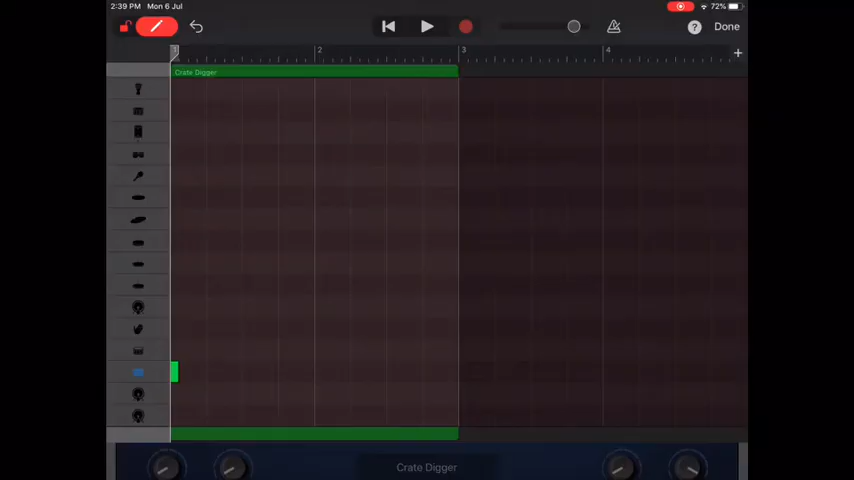 2:39 PM Mon 6 Jul
72%
? Done
1 2 3 4 +
Crate Digger
Crate Digger